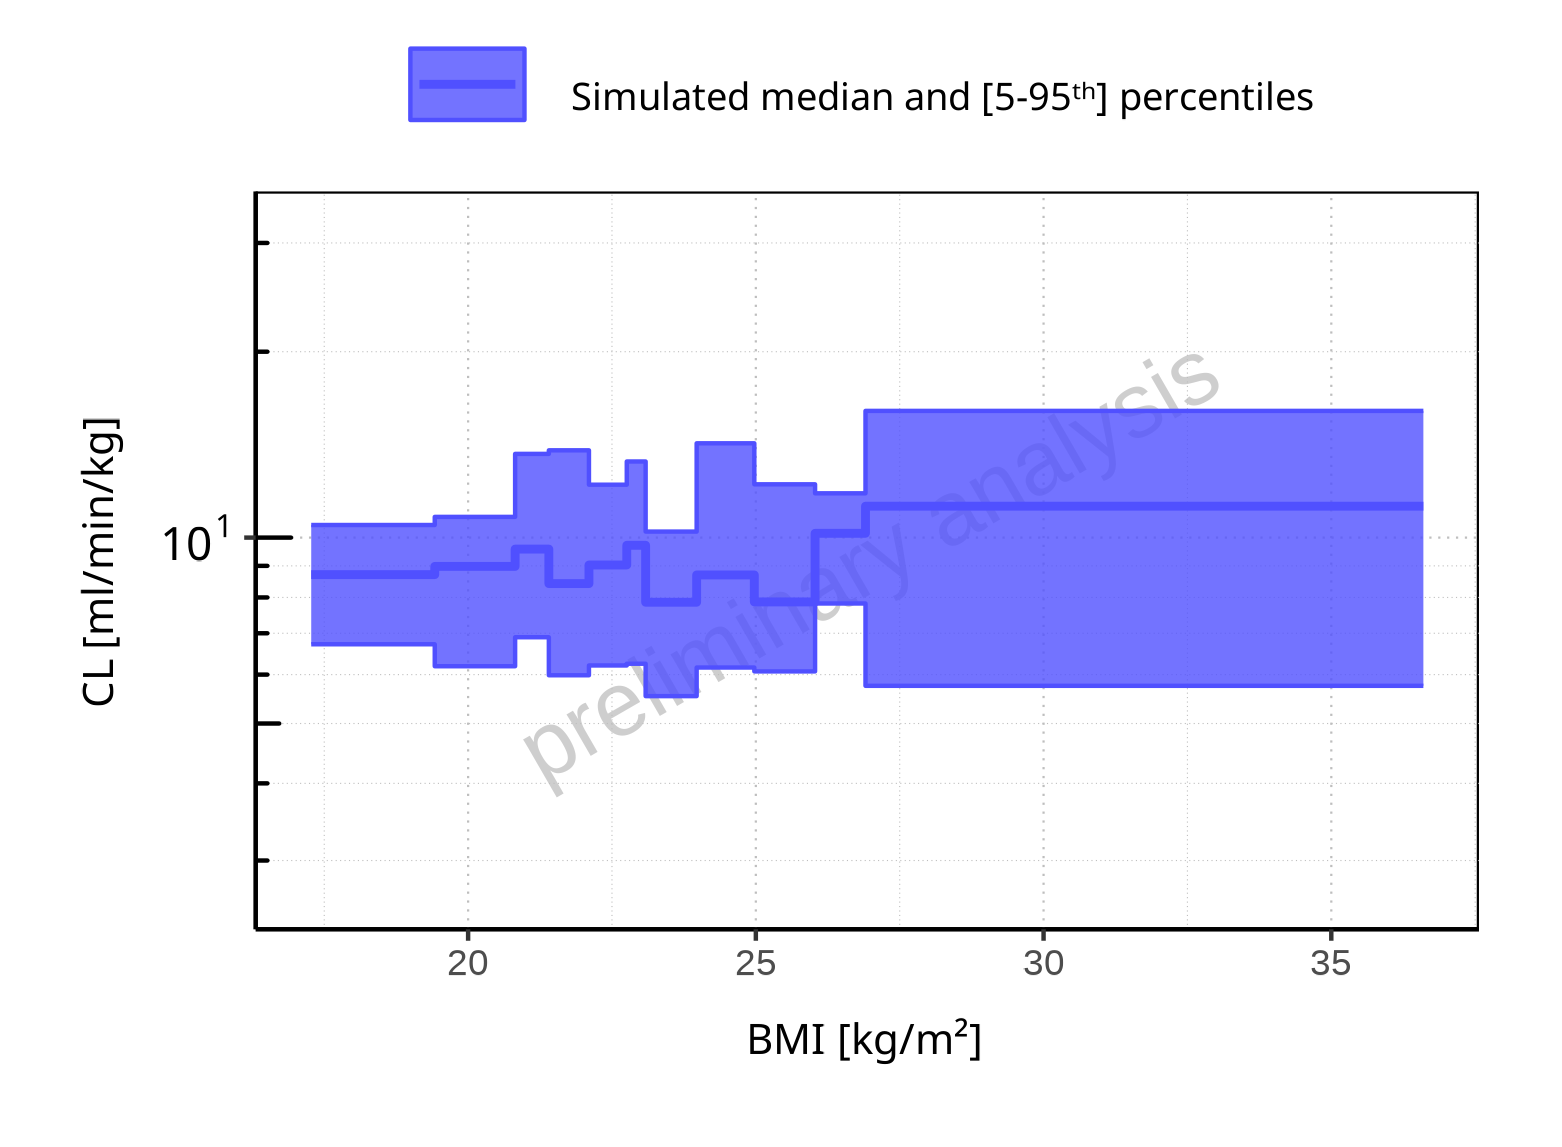 Simulated median and [5-95ᵗʰ] percentiles
CL [ml/min/kg]
10¹
preliminary analysis
20 25 30 35
BMI [kg/m²]